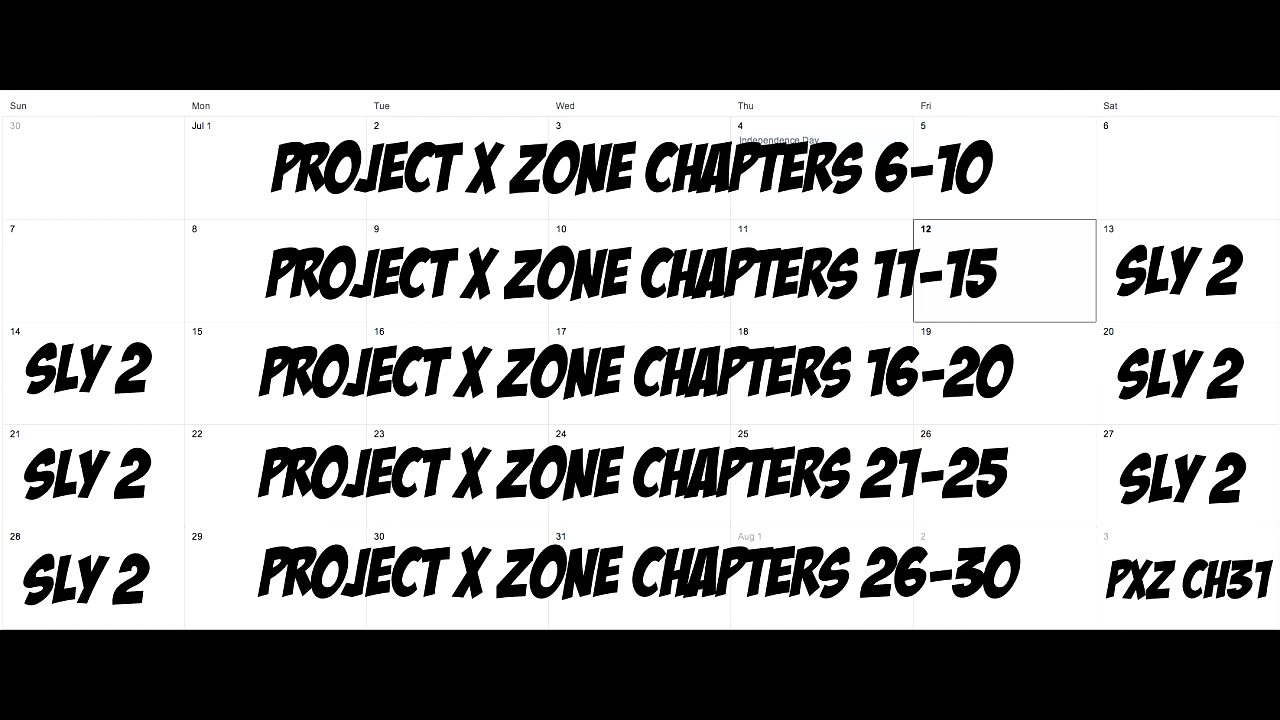 Sun Mon Tue Wed Thu Fri Sat
30 Jul 1 2 3 4 5 6
Independence Day
PROJECT X ZONE CHAPTERS 6-10
7 8 9 10 11 12 13
PROJECT X ZONE CHAPTERS 11-15 SLY 2
14 15 16 17 18 19 20
SLY 2 PROJECT X ZONE CHAPTERS 16-20 SLY 2
21 22 23 24 25 26 27
SLY 2 PROJECT X ZONE CHAPTERS 21-25 SLY 2
28 29 30 31 Aug 1 2 3
SLY 2 PROJECT X ZONE CHAPTERS 26-30 PXZ CH31